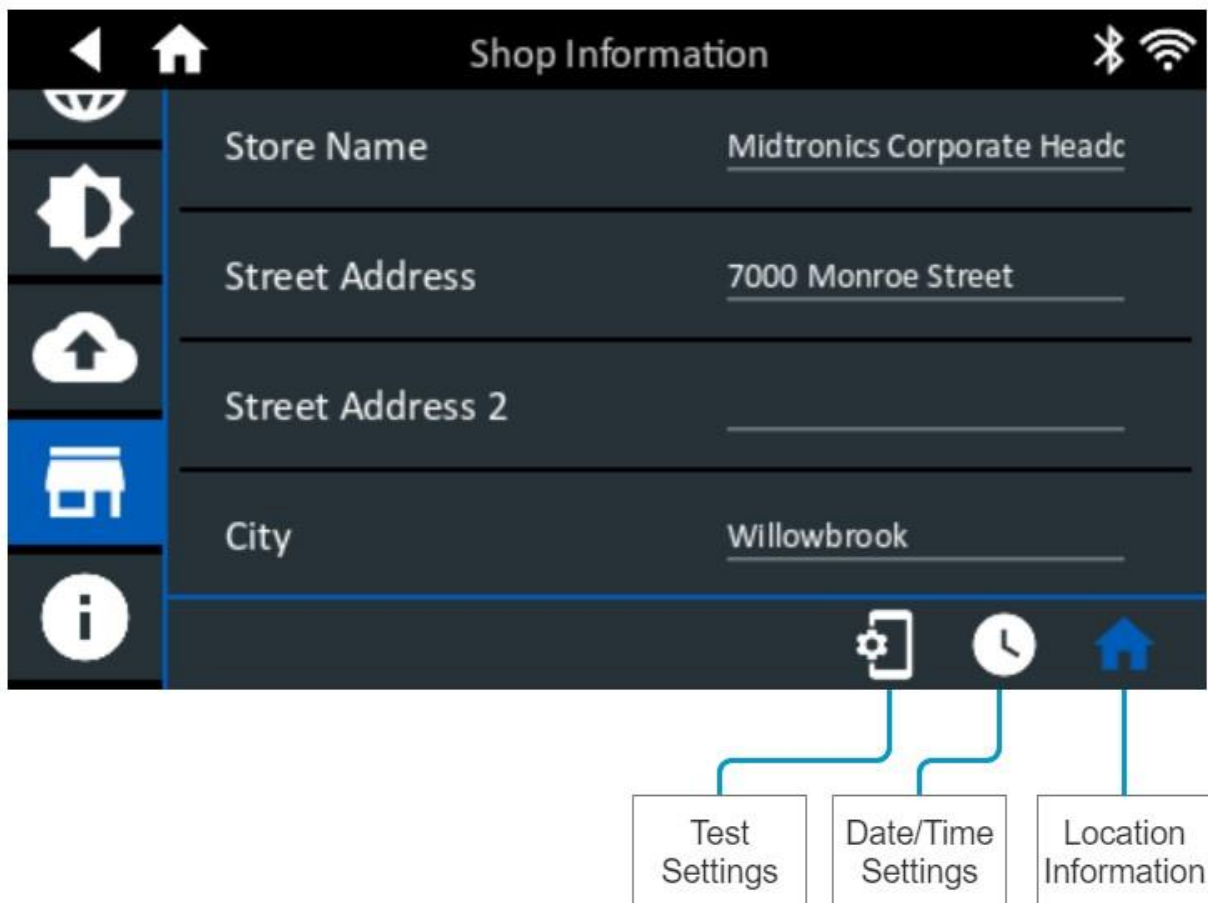 Shop Information
Store Name Midtronics Corporate Headc
Street Address 7000 Monroe Street
Street Address 2
City Willowbrook
Test Settings
Date/Time Settings
Location Information